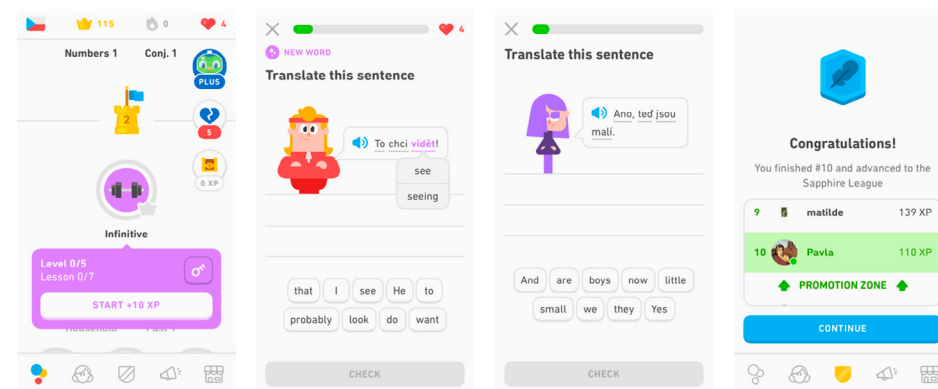 115
0
4
Numbers 1
Conj. 1
PLUS
2
5
0 XP
Infinitive
Level 0/5
Lesson 0/7
START +10 XP
4
NEW WORD
Translate this sentence
To chci vidět!
see
seeing
that I see He to
probably look do want
CHECK
Translate this sentence
Ano, teď jsou
malí.
And are boys now little
small we they Yes
CHECK
Congratulations!
You finished #10 and advanced to the
Sapphire League
9 matilde 139 XP
10 Pavla 110 XP
PROMOTION ZONE
CONTINUE